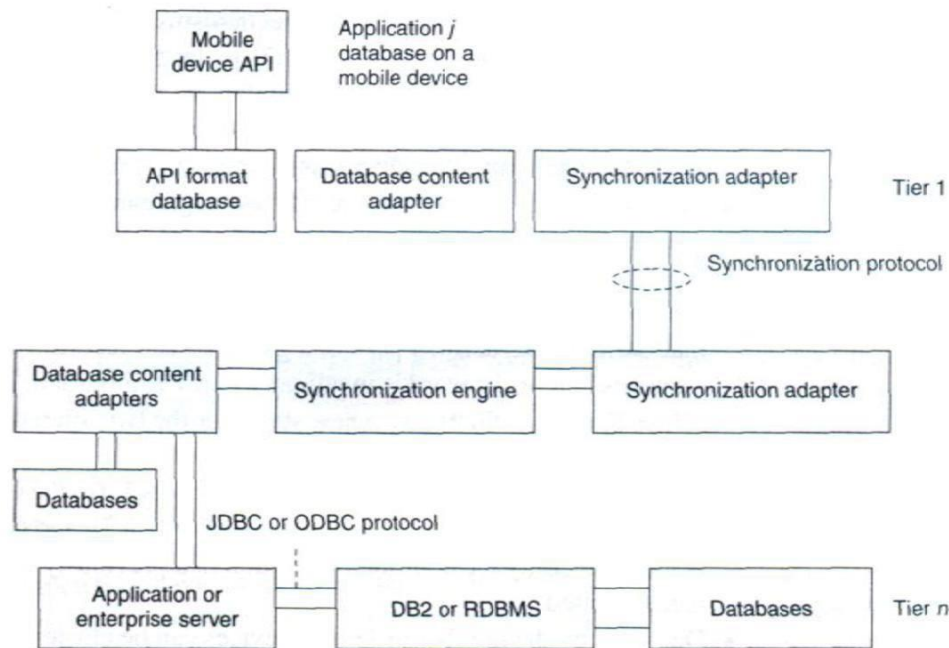 Mobile
device API
Application j
database on a
mobile device
API format
database
Database content
adapter
Synchronization adapter
Tier 1
Synchronization protocol
Database content
adapters
Synchronization engine
Synchronization adapter
Databases
JDBC or ODBC protocol
Application or
enterprise server
DB2 or RDBMS
Databases
Tier n